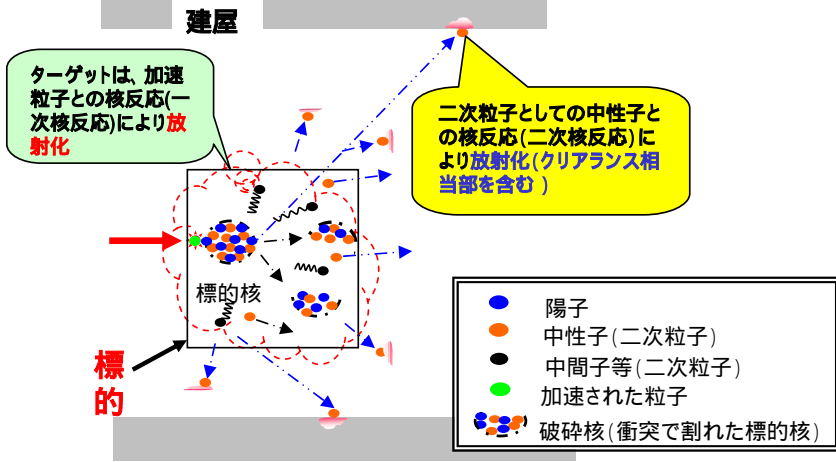 建屋
ターゲットは、加速
粒子との核反応(一
次核反応)により放
射化
二次粒子としての中性子と
の核反応(二次核反応)に
より放射化(クリアランス相
当部を含む)
標的核
標
的
陽子
中性子(二次粒子)
中間子等(二次粒子)
加速された粒子
破砕核(衝突で割れた標的核)